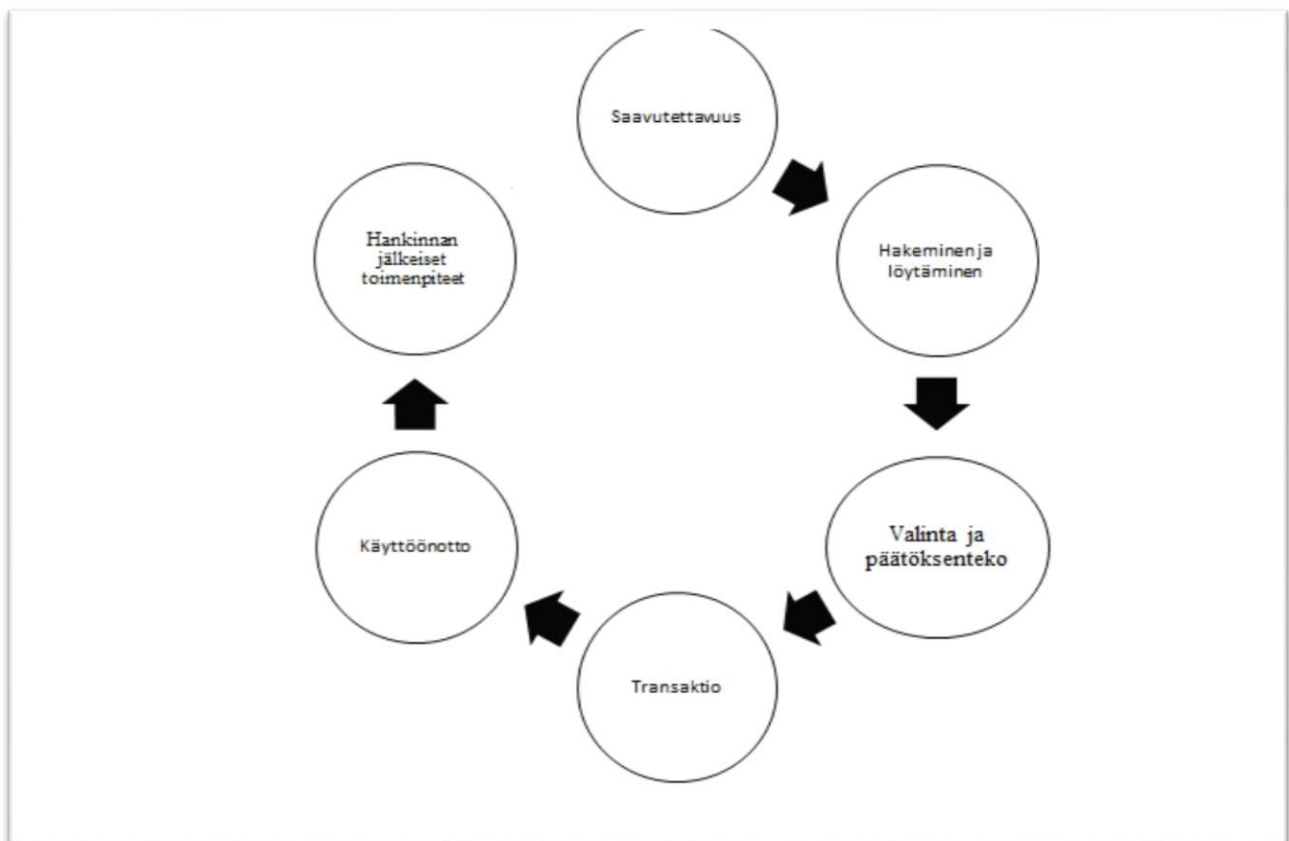 Saavutettavuus
Hakeminen ja
löytäminen
Valinta ja
päätöksenteko
Transaktio
Käyttöönotto
Hankinnan
jälkeiset
toimenpiteet